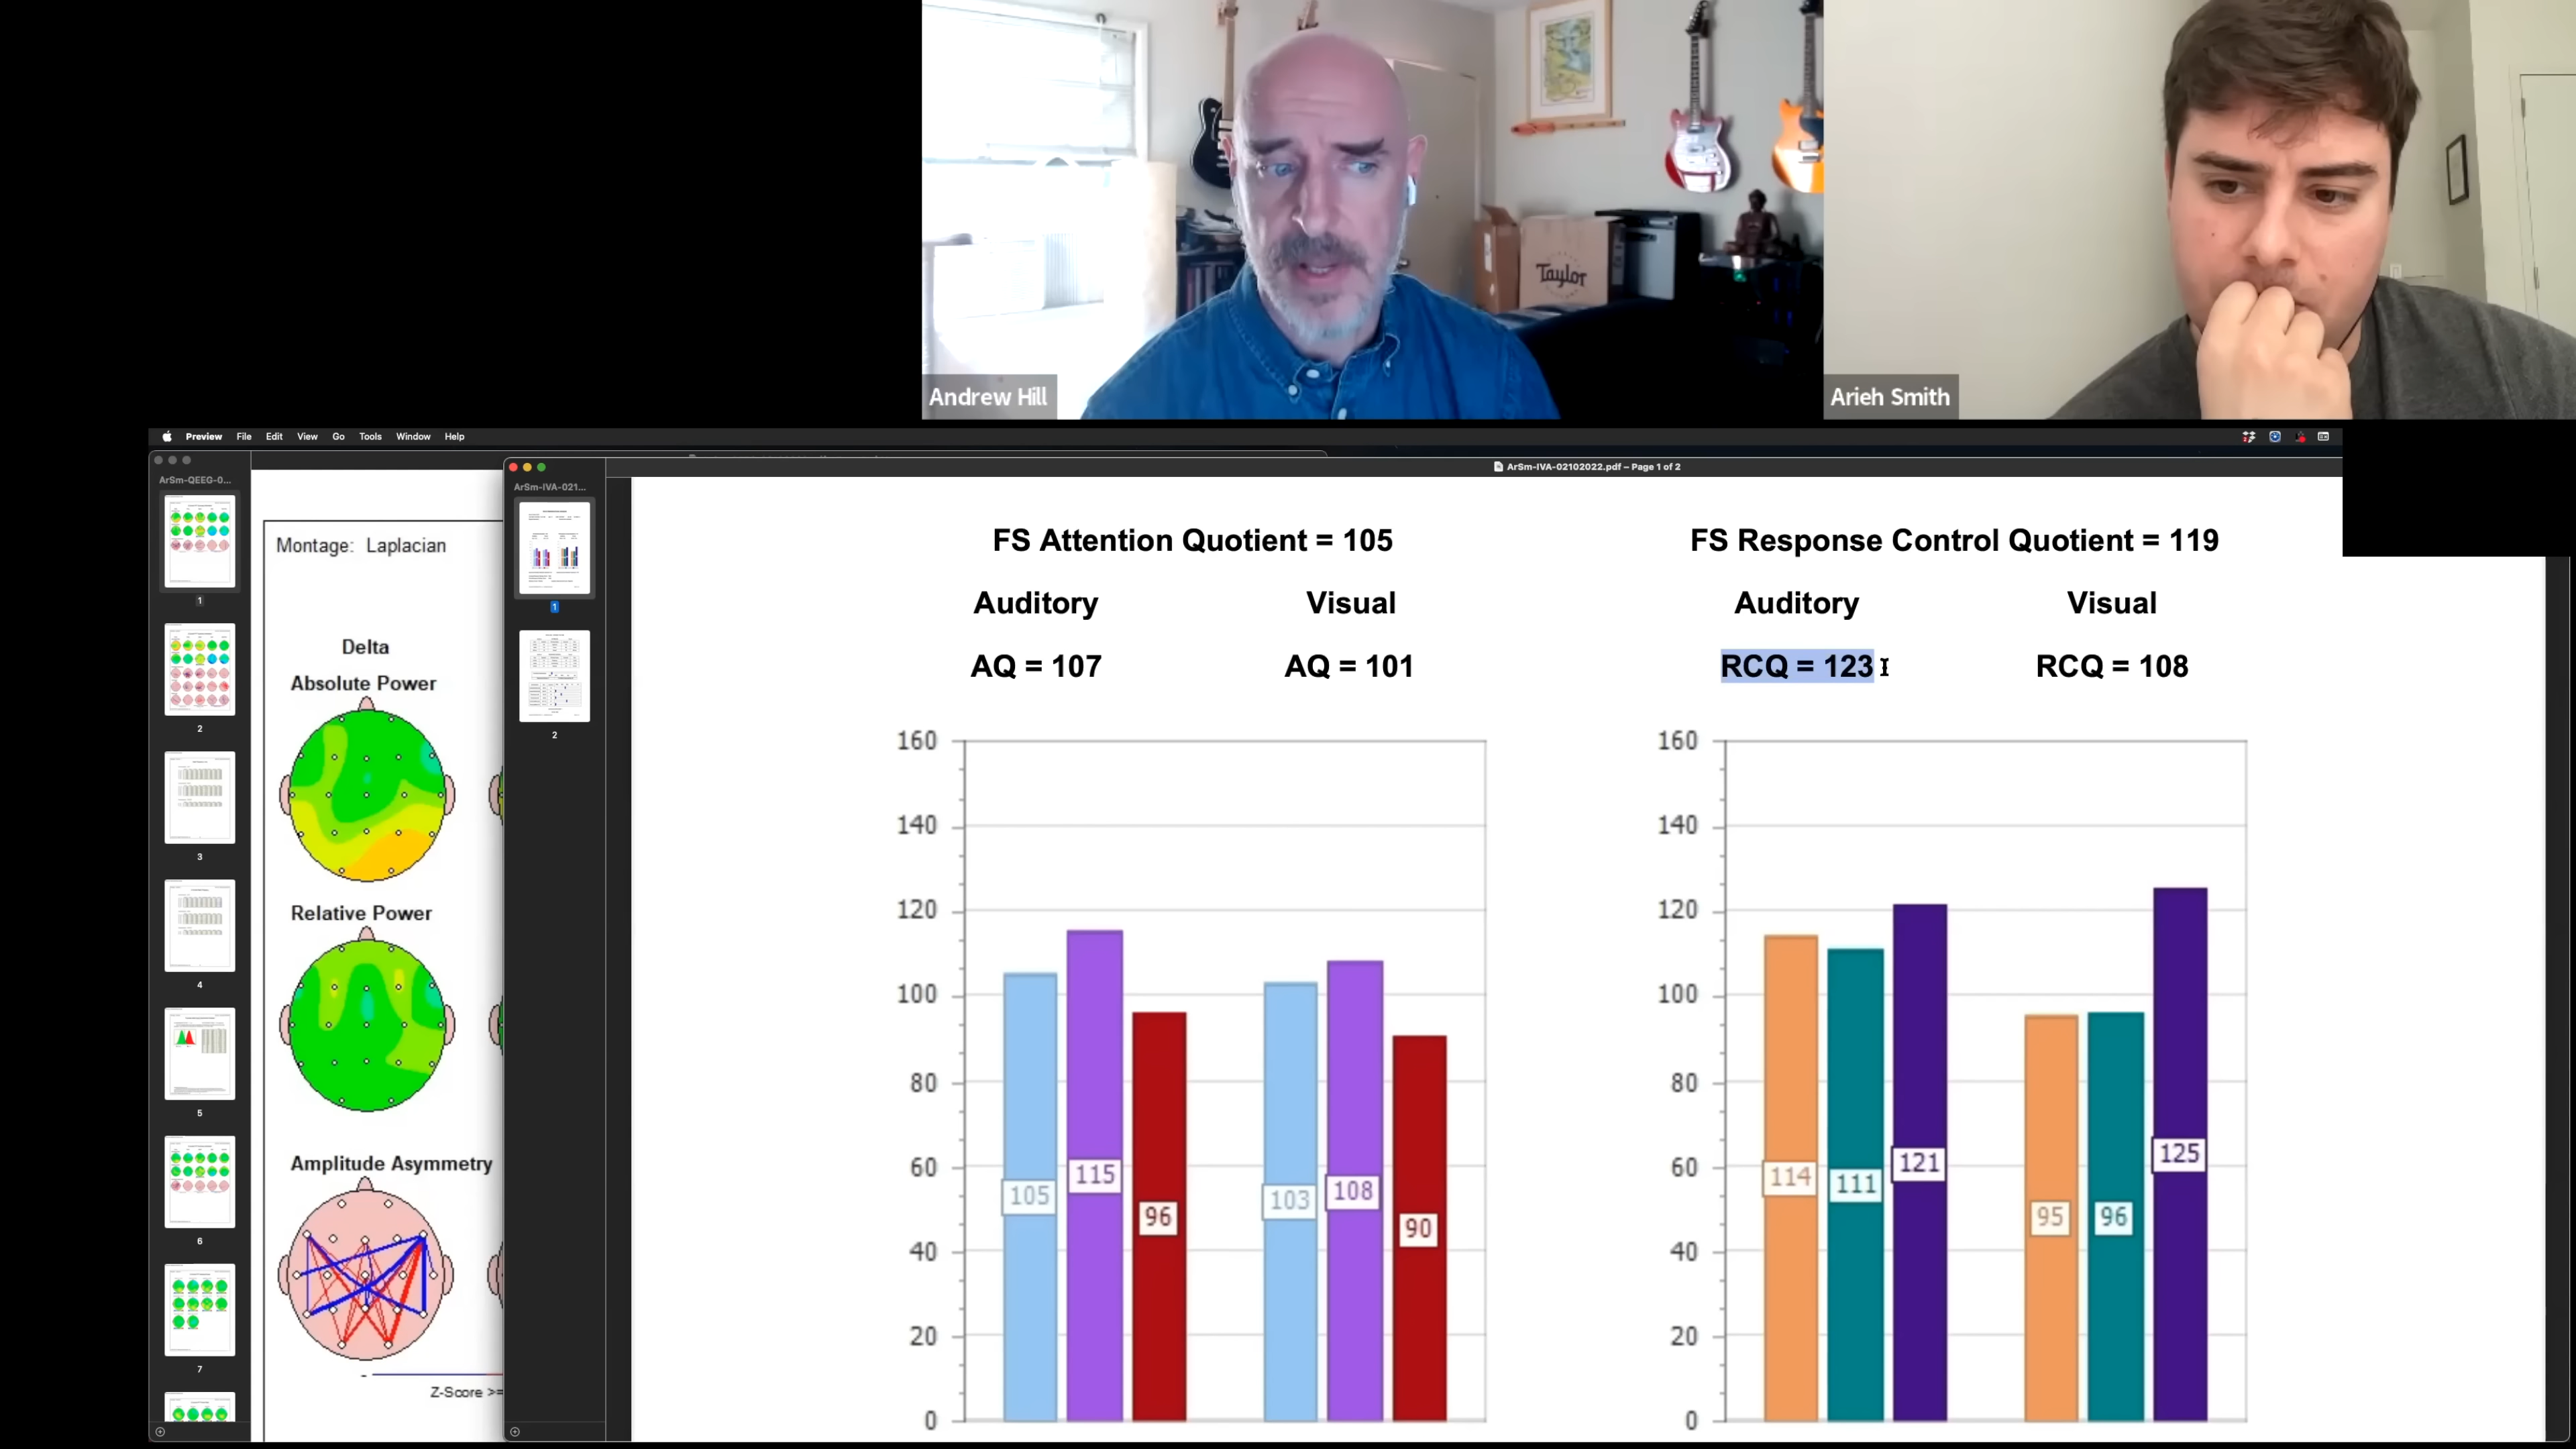 Taylor
Andrew Hill
Arieh Smith
Preview File Edit View Go Tools Window Help
ArSm-QEEG-0...
ArSm-IVA-021...
ArSm-IVA-02102022.pdf – Page 1 of 2
1
2
3
4
5
6
7
1
2
Montage: Laplacian
Delta
Absolute Power
Relative Power
Amplitude Asymmetry
Z-Score >=
FS Attention Quotient = 105
Auditory Visual
AQ = 107 AQ = 101
160
140
120
100
80
60
40
20
0
105 115 96 103 108 90
FS Response Control Quotient = 119
Auditory Visual
RCQ = 123 RCQ = 108
160
140
120
100
80
60
40
20
0
114 111 121 95 96 125